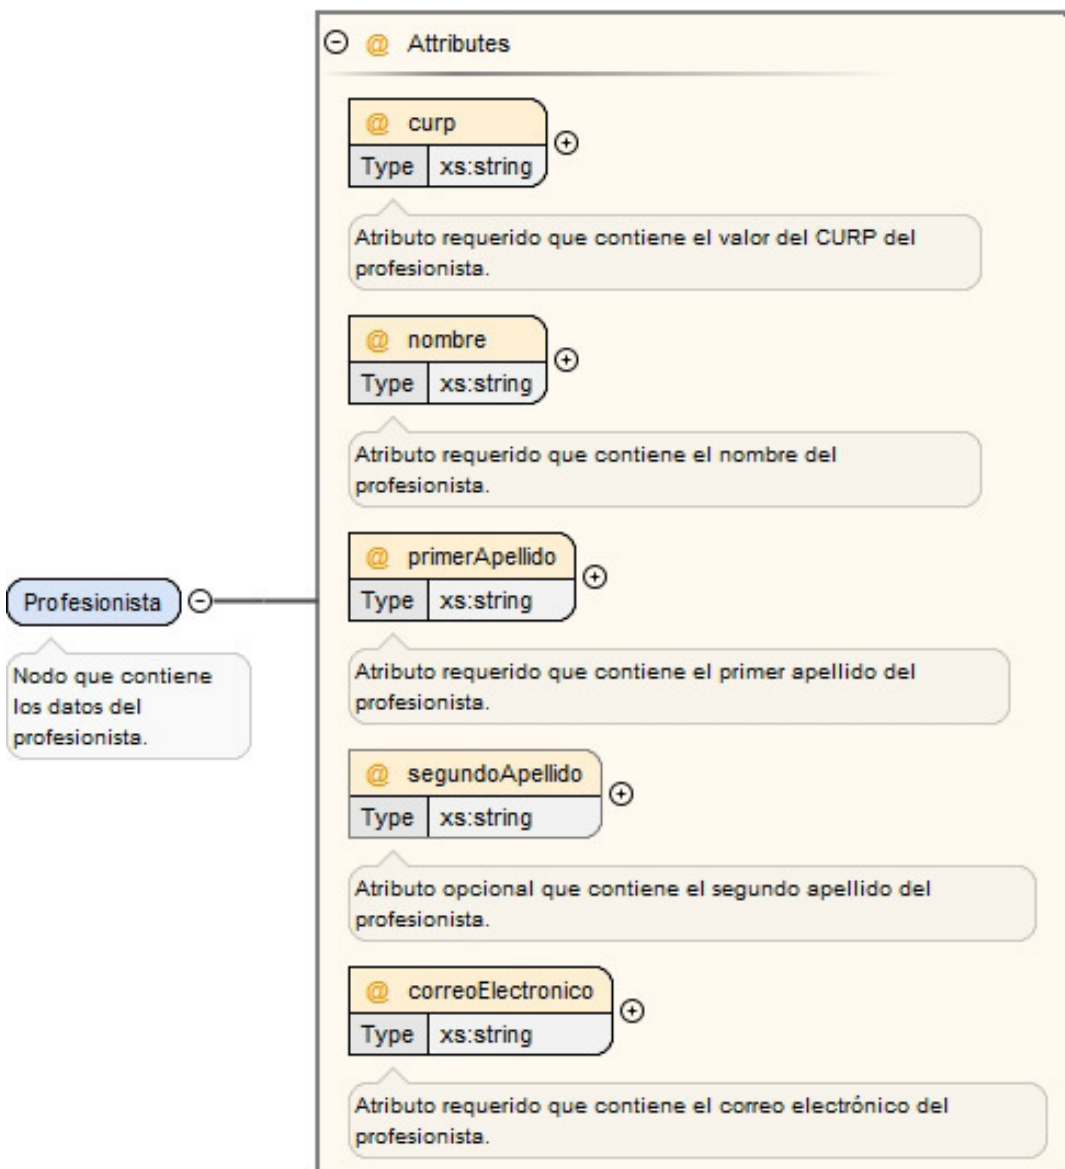 @ Attributes
@ curp
Type xs:string
Atributo requerido que contiene el valor del CURP del
profesionista.
@ nombre
Type xs:string
Atributo requerido que contiene el nombre del
profesionista.
@ primerApellido
Type xs:string
Atributo requerido que contiene el primer apellido del
profesionista.
Profesionista
Nodo que contiene
los datos del
profesionista.
@ segundoApellido
Type xs:string
Atributo opcional que contiene el segundo apellido del
profesionista.
@ correoElectronico
Type xs:string
Atributo requerido que contiene el correo electrónico del
profesionista.